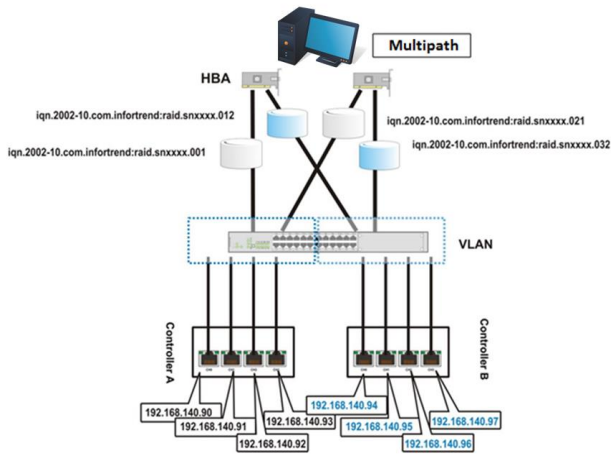 Multipath
HBA
iqn.2002-10.com.infortrend:raid.snxxxx.012
iqn.2002-10.com.infortrend:raid.snxxxx.021
iqn.2002-10.com.infortrend:raid.snxxxx.001
iqn.2002-10.com.infortrend:raid.snxxxx.032
VLAN
Controller A
Controller B
192.168.140.90
192.168.140.91
192.168.140.92
192.168.140.93
192.168.140.94
192.168.140.95
192.168.140.96
192.168.140.97